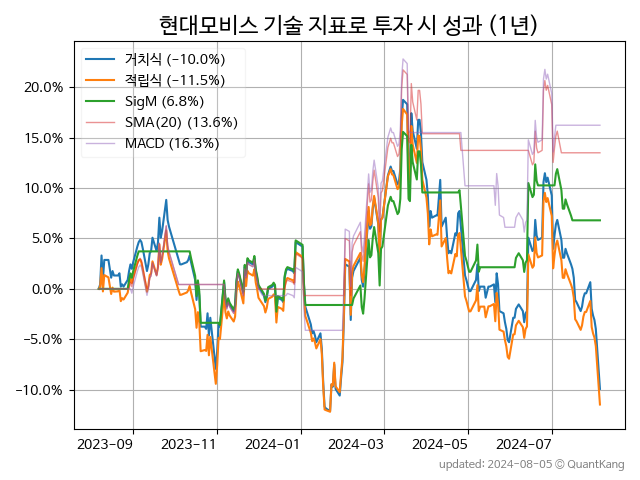 현대모비스 기술 지표로 투자 시 성과 (1년)
거치식 (−10.0%)
적립식 (−11.5%)
SigM (6.8%)
SMA(20) (13.6%)
MACD (16.3%)
20.0%
15.0%
10.0%
5.0%
0.0%
−5.0%
−10.0%
2023-09 2023-11 2024-01 2024-03 2024-05 2024-07
updated: 2024-08-05 © QuantKang